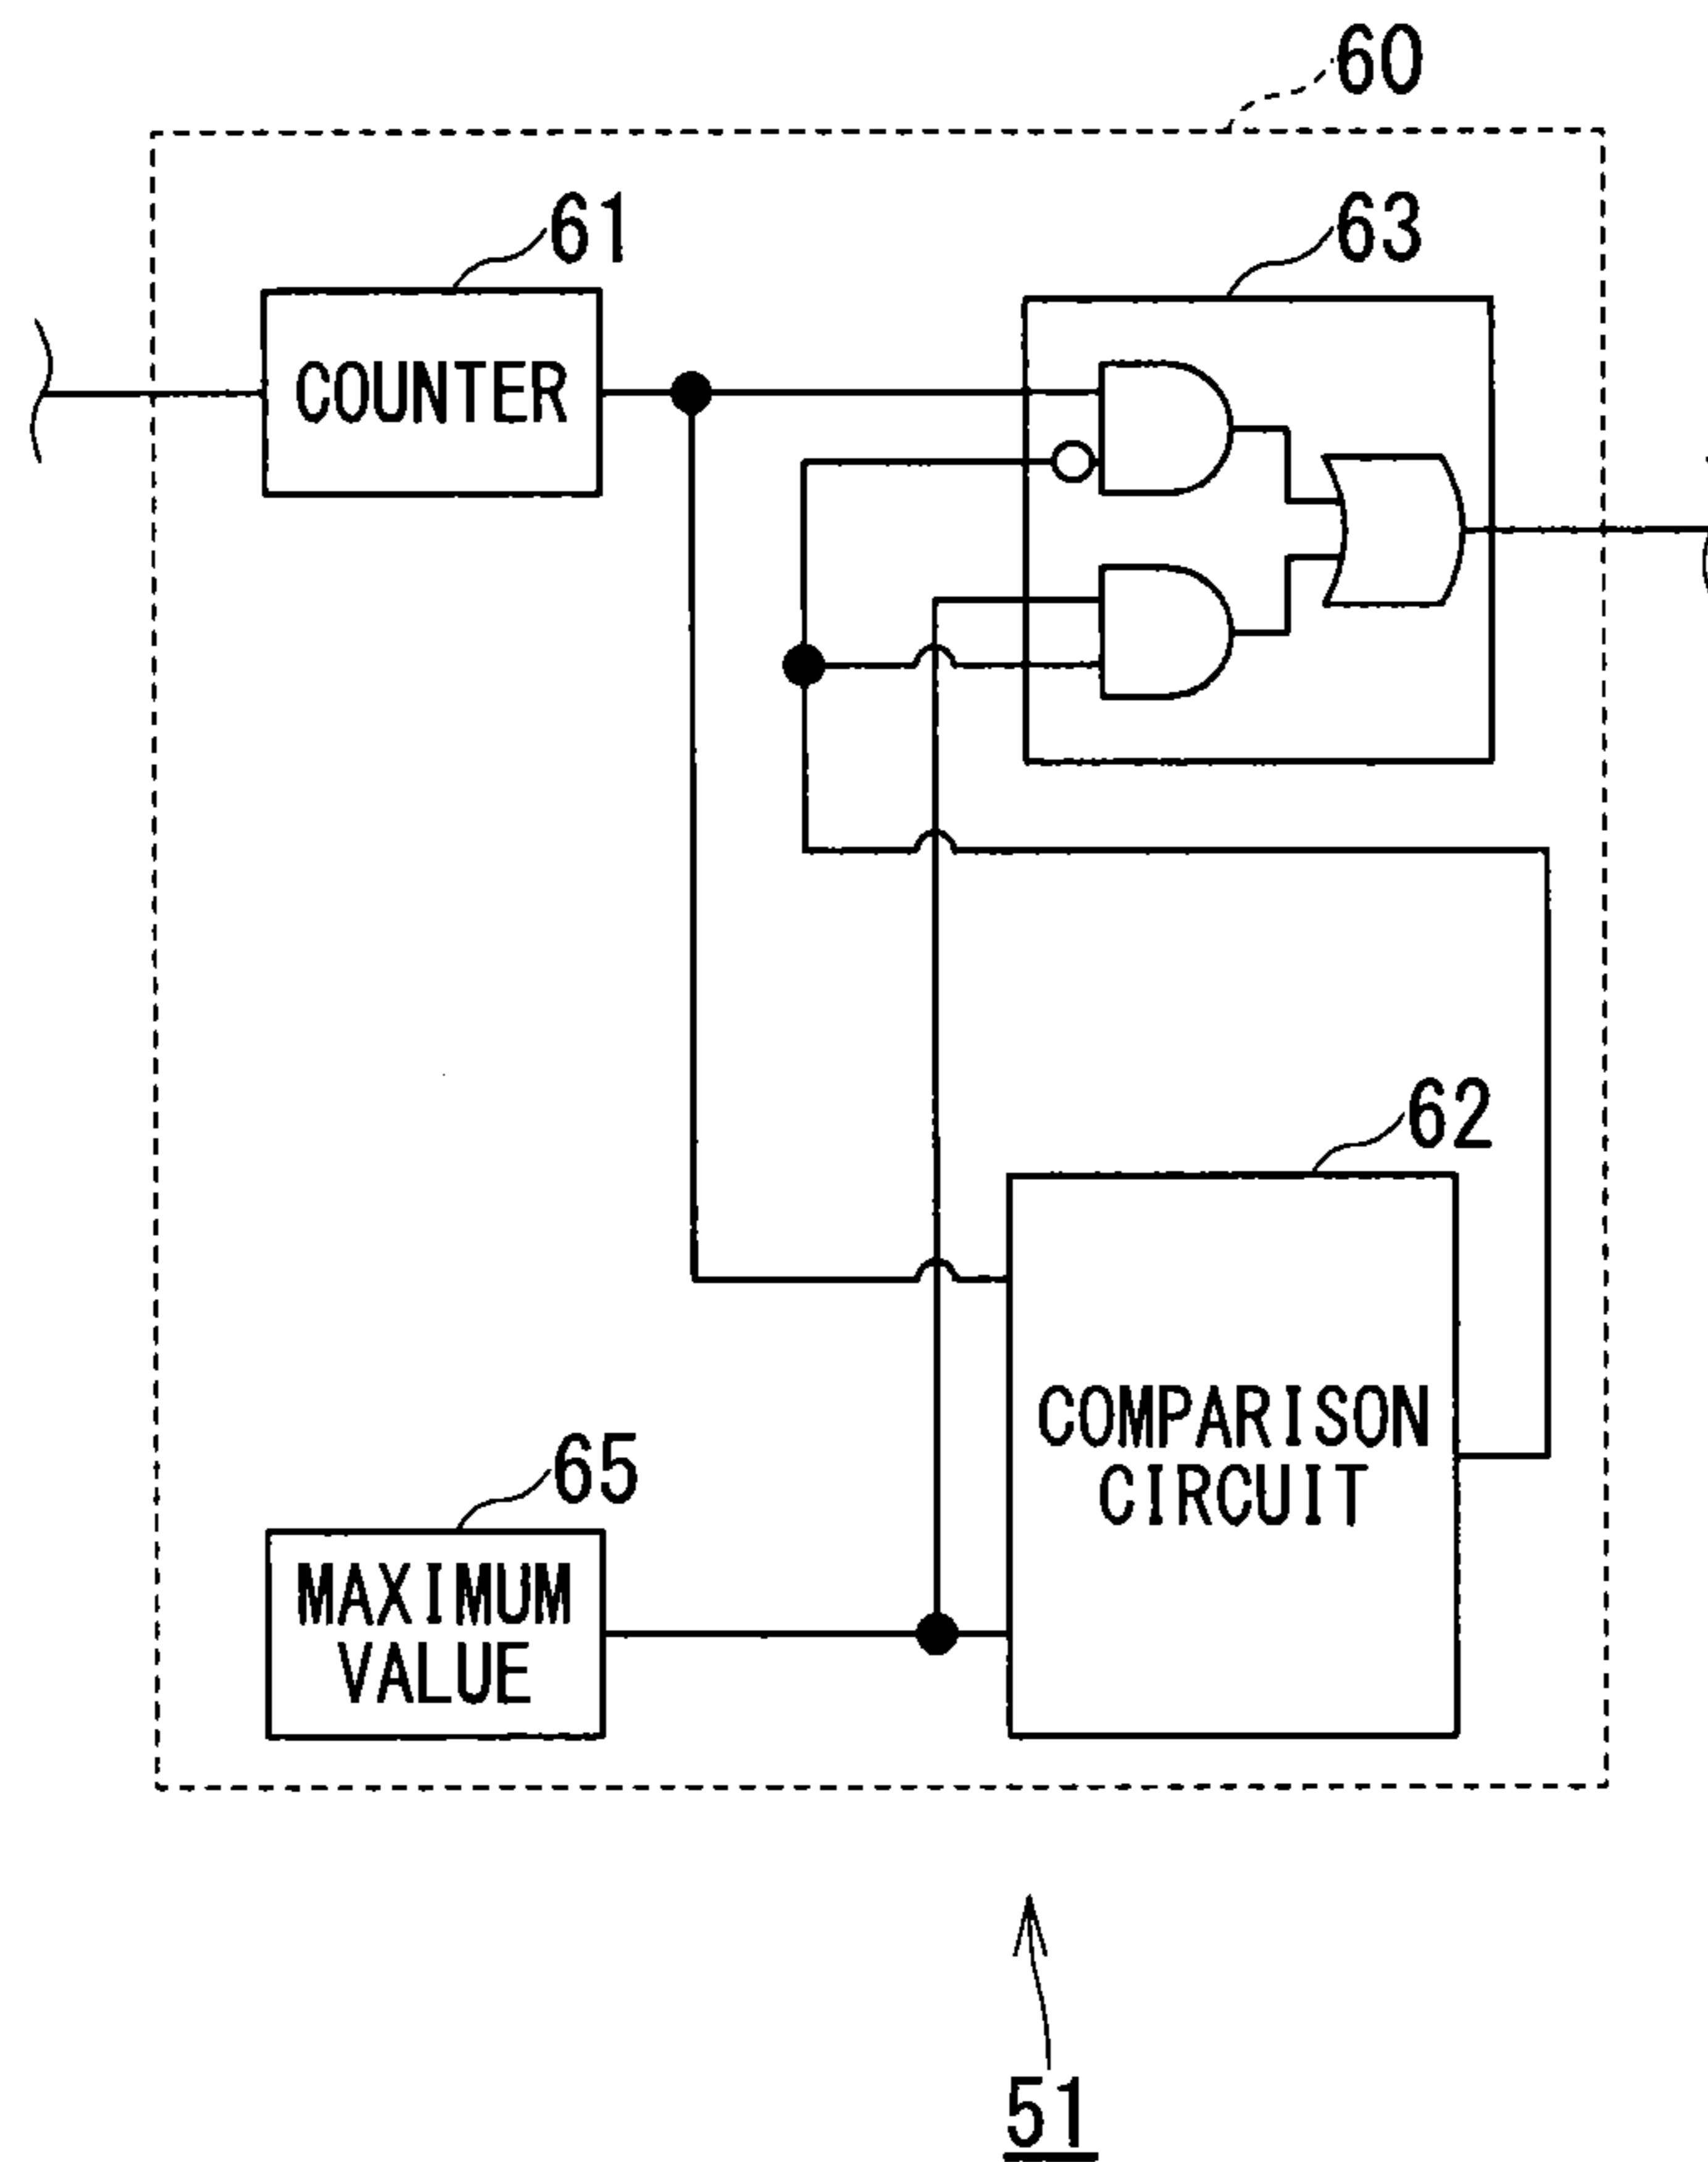 60
61
63
COUNTER
62
COMPARISON
CIRCUIT
65
MAXIMUM
VALUE
51